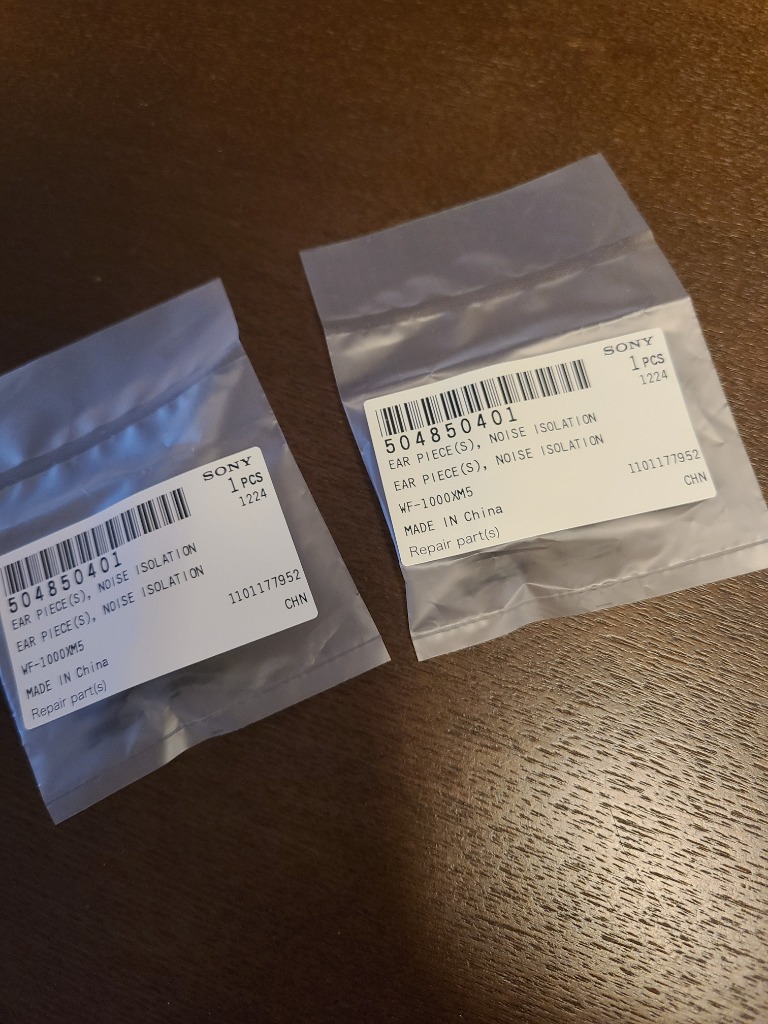 SONY
1 PCS
1224
504850401
EAR PIECE(S), NOISE ISOLATION
EAR PIECE(S), NOISE ISOLATION
1101177952
WF-1000XM5
CHN
MADE IN China
Repair part(s)
SONY
1 PCS
1224
504850401
EAR PIECE(S), NOISE ISOLATION
EAR PIECE(S), NOISE ISOLATION
1101177952
WF-1000XM5
CHN
MADE IN China
Repair part(s)